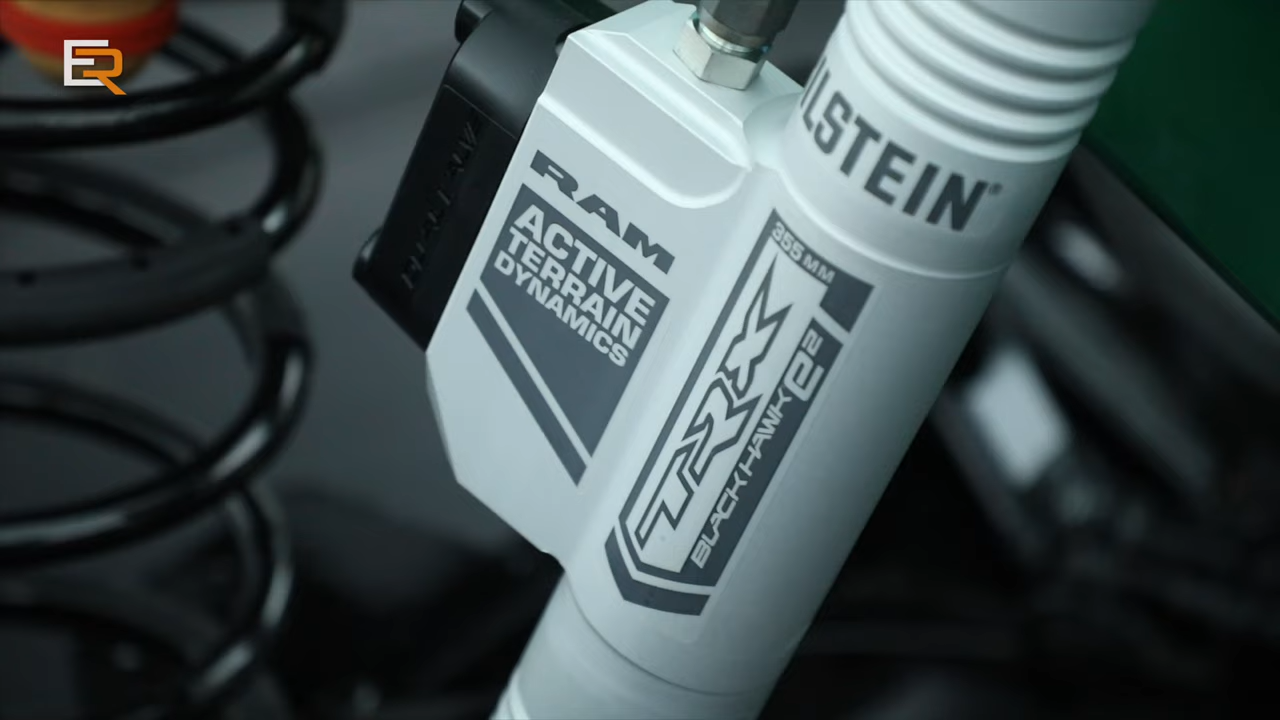 ER
ILSTEIN®
RAM
ACTIVE
TERRAIN
DYNAMICS
355 MM
TRX
BLACK HAWK e2